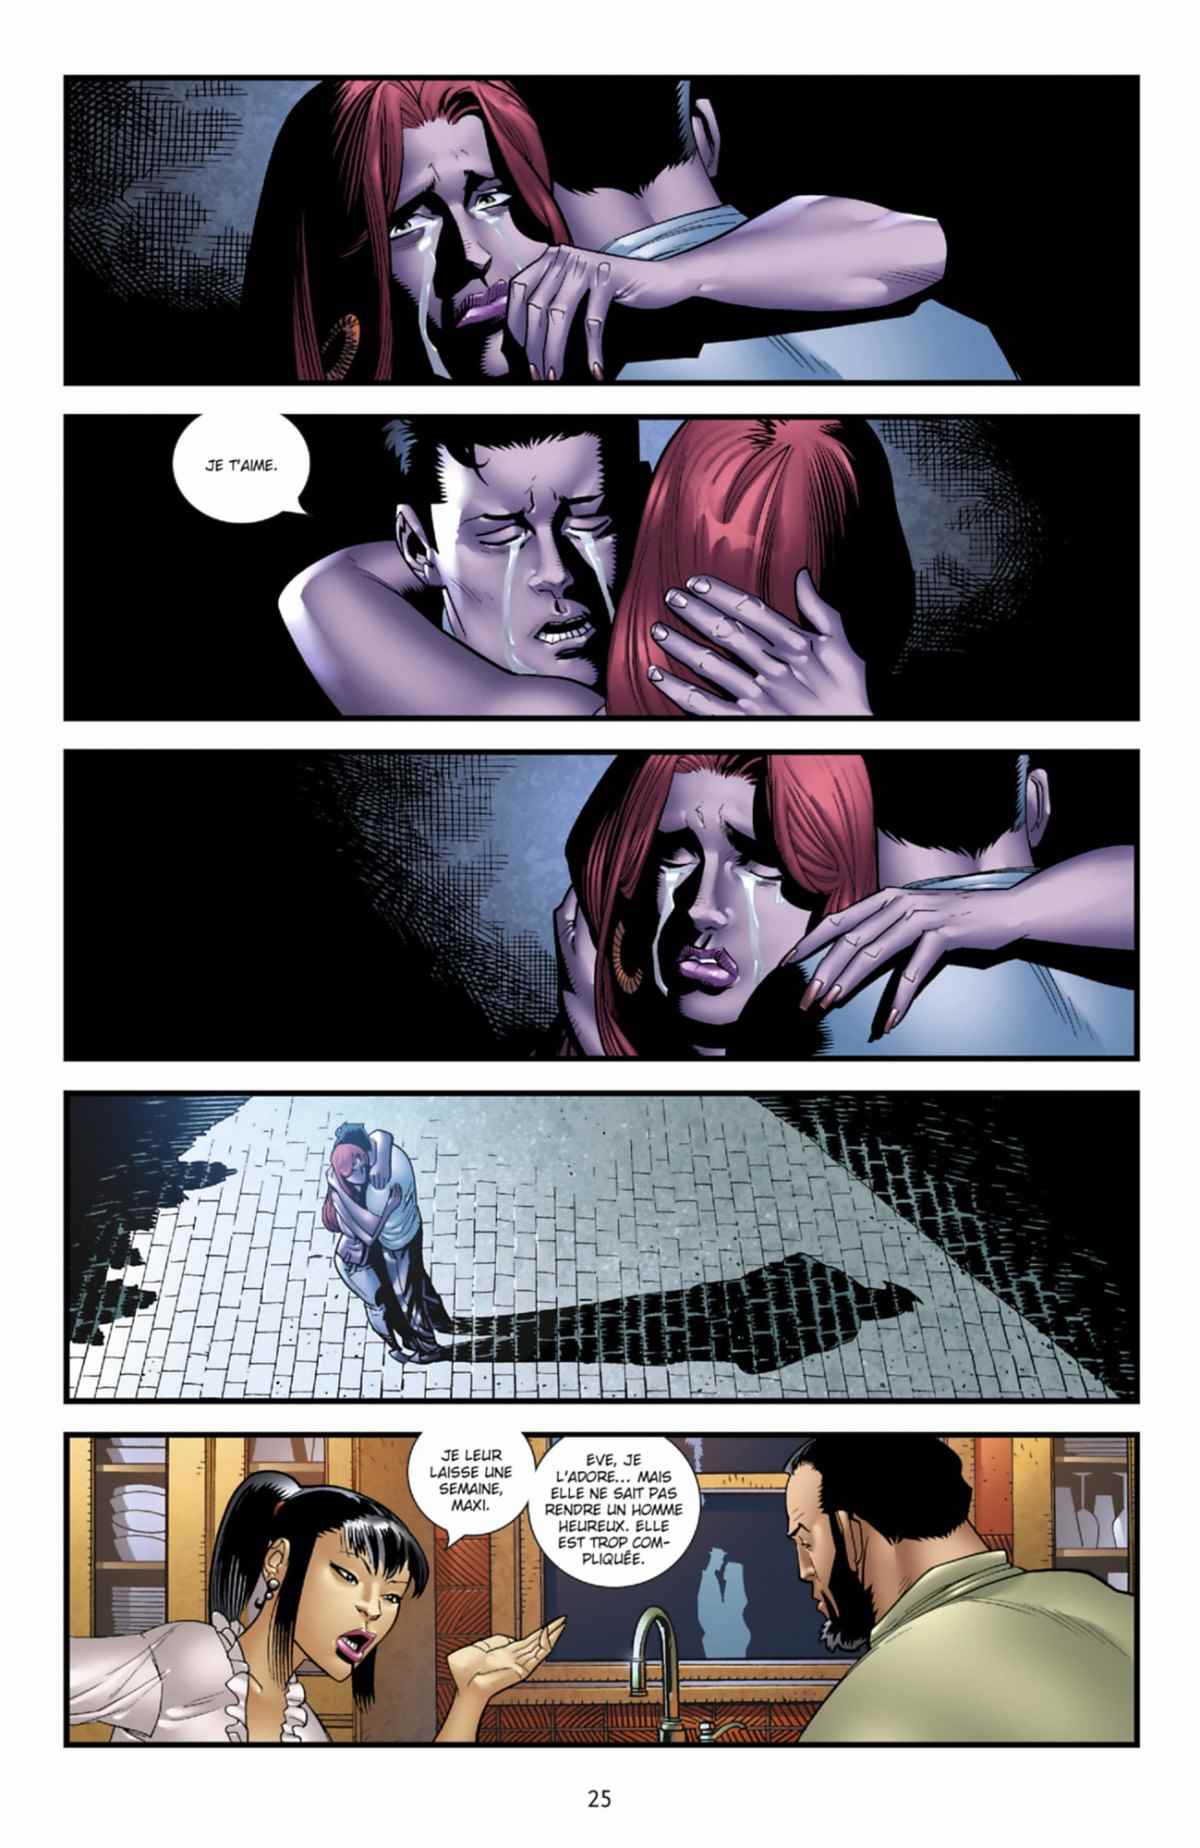 JE T'AIME.
JE LEUR
LAISSE UNE
SEMAINE,
MAXI.
EVE, JE
L'ADORE... MAIS
ELLE NE SAIT PAS
RENDRE UN HOMME
HEUREUX. ELLE
EST TROP COM-
PLIQUÉE.
25